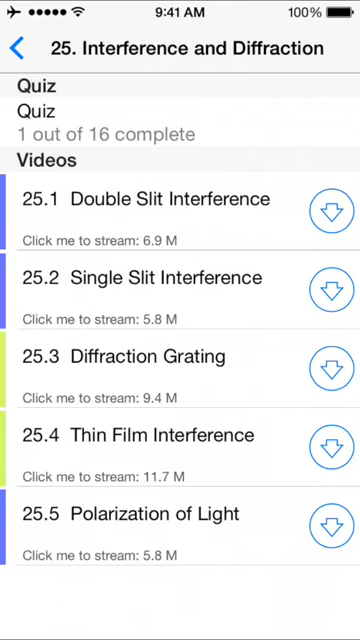 9:41 AM 100%
25. Interference and Diffraction
Quiz
Quiz
1 out of 16 complete
Videos
25.1 Double Slit Interference
Click me to stream: 6.9 M
25.2 Single Slit Interference
Click me to stream: 5.8 M
25.3 Diffraction Grating
Click me to stream: 9.4 M
25.4 Thin Film Interference
Click me to stream: 11.7 M
25.5 Polarization of Light
Click me to stream: 5.8 M